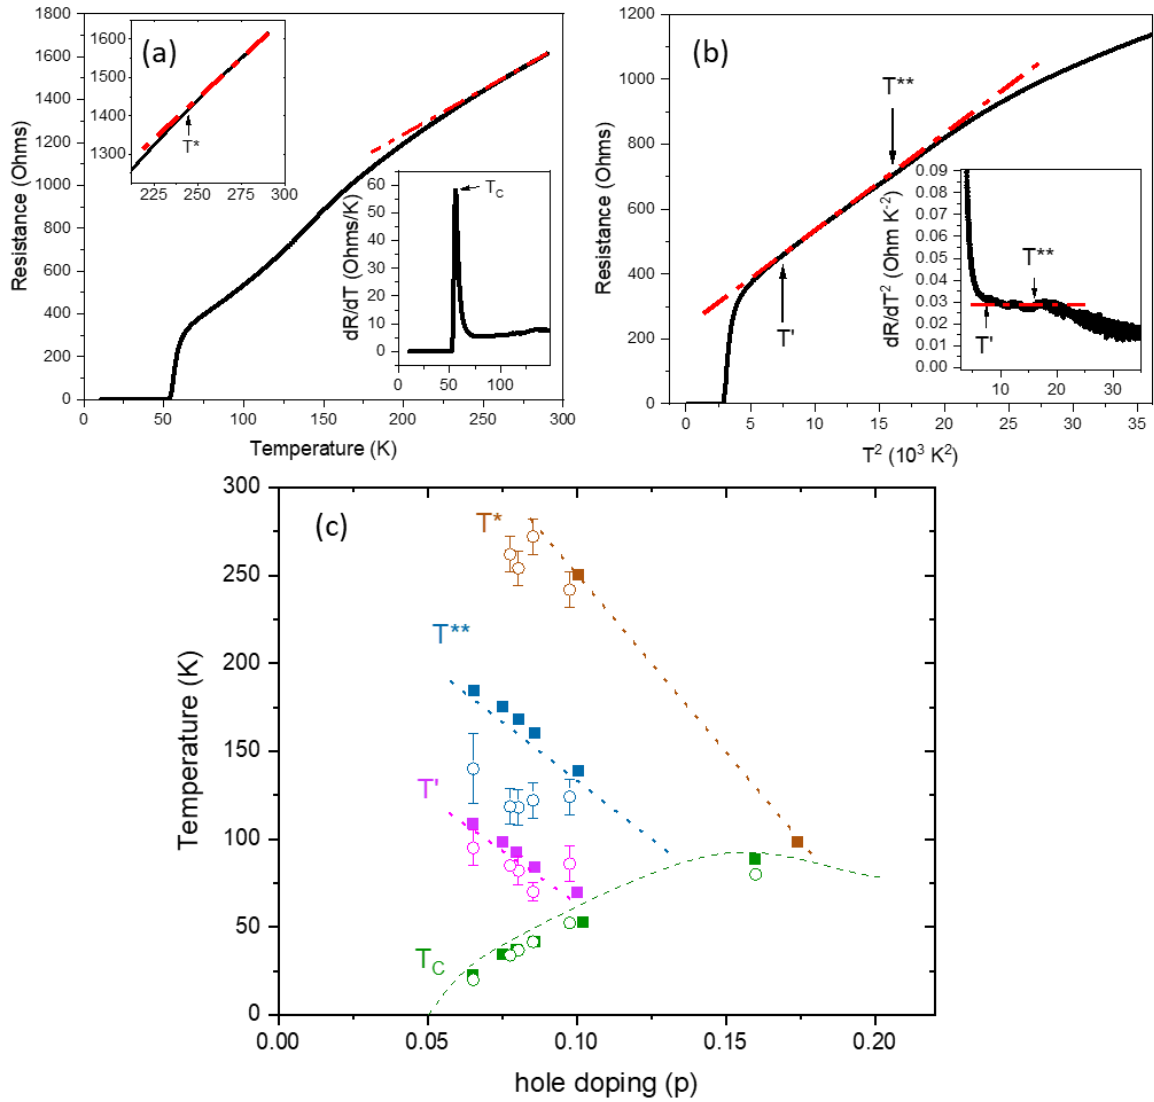 (a)
1800
1600
1400
1200
1000
800
600
400
200
0
Resistance (Ohms)
0 50 100 150 200 250 300
Temperature (K)
1600
1500
1400
1300
225 250 275 300
T*
60
50
40
30
20
10
0
dR/dT (Ohms/K)
0 50 100
T_C
(b)
1200
1000
800
600
400
200
0
Resistance (Ohms)
0 5 10 15 20 25 30 35
T² (10³ K²)
T**
T'
0.09
0.08
0.07
0.06
0.05
0.04
0.03
0.02
0.01
0.00
dR/dT² (Ohm K⁻²)
10 20 30
T**
T'
(c)
300
250
200
150
100
50
0
Temperature (K)
T*
T**
T'
T_C
0.00 0.05 0.10 0.15 0.20
hole doping (p)